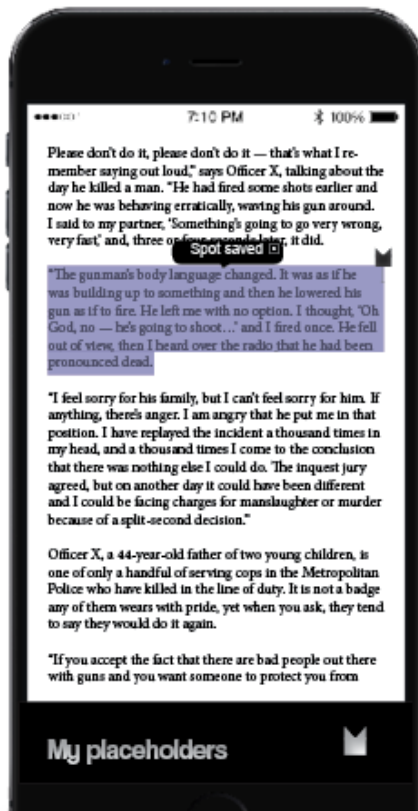 7:10 PM 100%
Please don't do it, please don't do it — that's what I re-
member saying out loud," says Officer X, talking about the
day he killed a man. "He had fired some shots earlier and
now he was behaving erratically, waving his gun around.
I said to my partner, 'Something's going to go very wrong,
very fast,' and, three or four seconds later, it did.
Spot saved
"The gunman's body language changed. It was as if he
was building up to something and then he lowered his
gun as if to fire. He left me with no option. I thought, 'Oh
God, no — he's going to shoot…' and I fired once. He fell
out of view, then I heard over the radio that he had been
pronounced dead.
"I feel sorry for his family, but I can't feel sorry for him. If
anything, there's anger. I am angry that he put me in that
position. I have replayed the incident a thousand times in
my head, and a thousand times I come to the conclusion
that there was nothing else I could do. The inquest jury
agreed, but on another day it could have been different
and I could be facing charges for manslaughter or murder
because of a split-second decision."
Officer X, a 44-year-old father of two young children, is
one of only a handful of serving cops in the Metropolitan
Police who have killed in the line of duty. It is not a badge
any of them wears with pride, yet when you ask, they tend
to say they would do it again.
"If you accept the fact that there are bad people out there
with guns and you want someone to protect you from
My placeholders